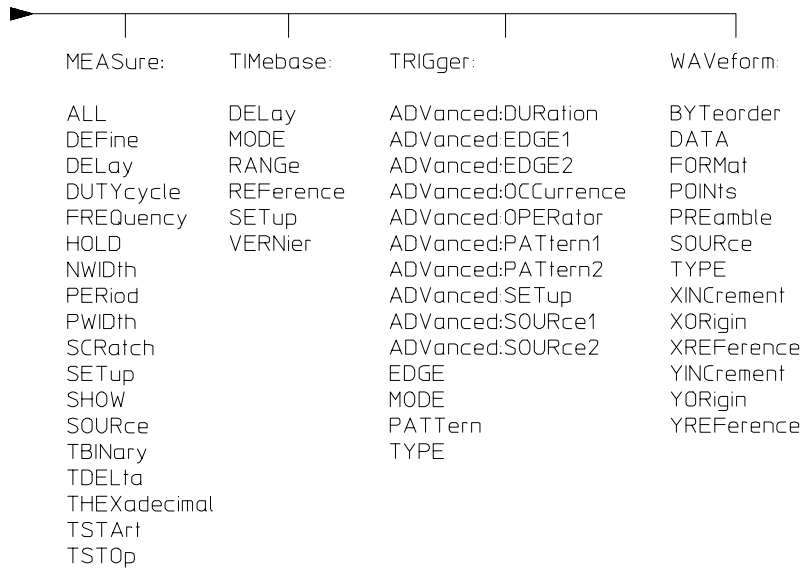 MEASure:
ALL
DEFine
DELay
DUTYcycle
FREQuency
HOLD
NWIDth
PERiod
PWIDth
SCRatch
SETup
SHOW
SOURce
TBINary
TDELta
THEXadecimal
TSTArt
TSTOp
TIMebase:
DELay
MODE
RANGe
REFerence
SETup
VERNier
TRIGger:
ADVanced:DURation
ADVanced:EDGE1
ADVanced:EDGE2
ADVanced:OCCurrence
ADVanced:OPERator
ADVanced:PATtern1
ADVanced:PATtern2
ADVanced:SETup
ADVanced:SOURce1
ADVanced:SOURce2
EDGE
MODE
PATTern
TYPE
WAVeform:
BYTeorder
DATA
FORMat
POINts
PREamble
SOURce
TYPE
XINCrement
XORigin
XREFerence
YINCrement
YORigin
YREFerence